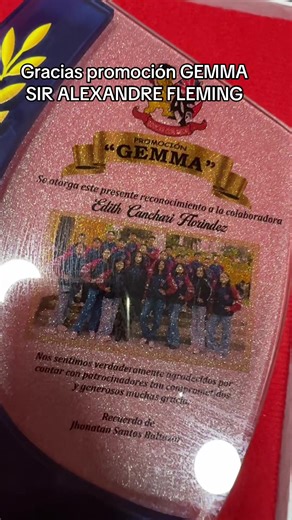 Gracias promoción GEMMA
SIR ALEXANDRE FLEMING
PROMOCIÓN
"GEMMA"
Se otorga este presente reconocimiento a la colaboradora
Edith Canchari Florindez
Nos sentimos verdaderamente agradecidos por
contar con patrocinadores tan comprometidos
y generosos muchas gracia.
Recuerdo de
Jhonatan Santos Baltazar